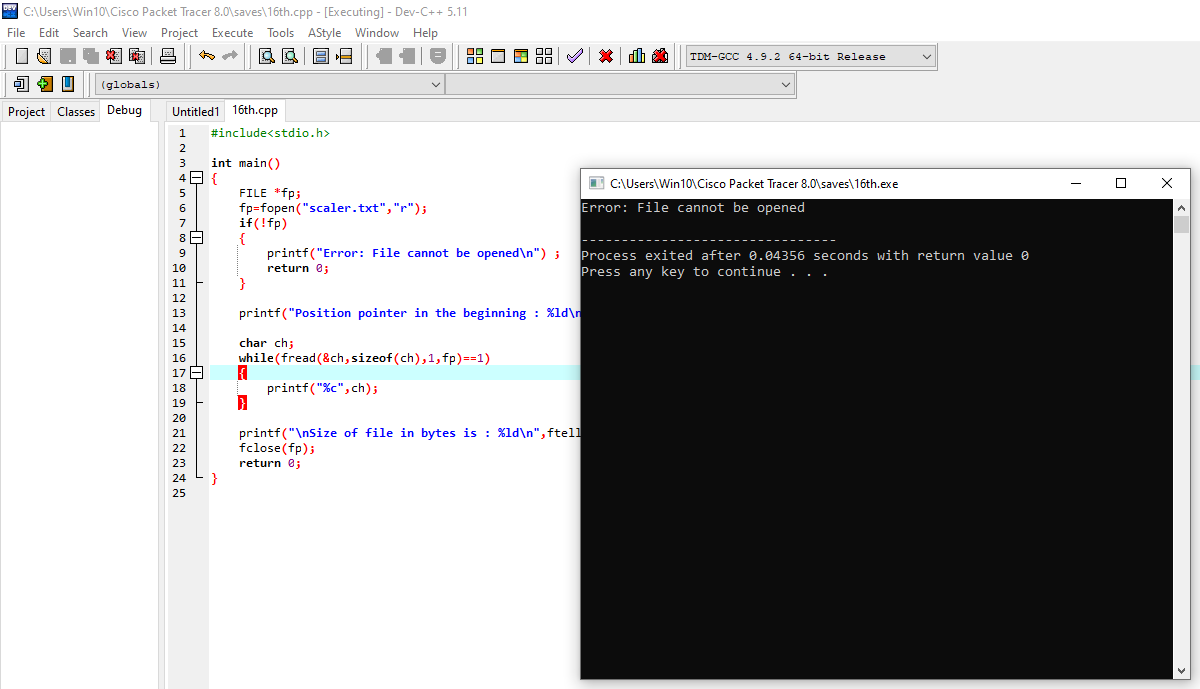 C:\Users\Win10\Cisco Packet Tracer 8.0\saves\16th.cpp - [Executing] - Dev-C++ 5.11
File Edit Search View Project Execute Tools AStyle Window Help
TDM-GCC 4.9.2 64-bit Release
(globals)
Project Classes Debug Untitled1 16th.cpp
1 #include<stdio.h>
2
3 int main()
4 {
5 FILE *fp;
6 fp=fopen("scaler.txt","r");
7 if(!fp)
8 {
9 printf("Error: File cannot be opened\n") ;
10 return 0;
11 }
12
13 printf("Position pointer in the beginning : %ld\n
14
15 char ch;
16 while(fread(&ch,sizeof(ch),1,fp)==1)
17 {
18 printf("%c",ch);
19 }
20
21 printf("\nSize of file in bytes is : %ld\n",ftell
22 fclose(fp);
23 return 0;
24 }
25
C:\Users\Win10\Cisco Packet Tracer 8.0\saves\16th.exe
Error: File cannot be opened
--------------------------------
Process exited after 0.04356 seconds with return value 0
Press any key to continue . . .